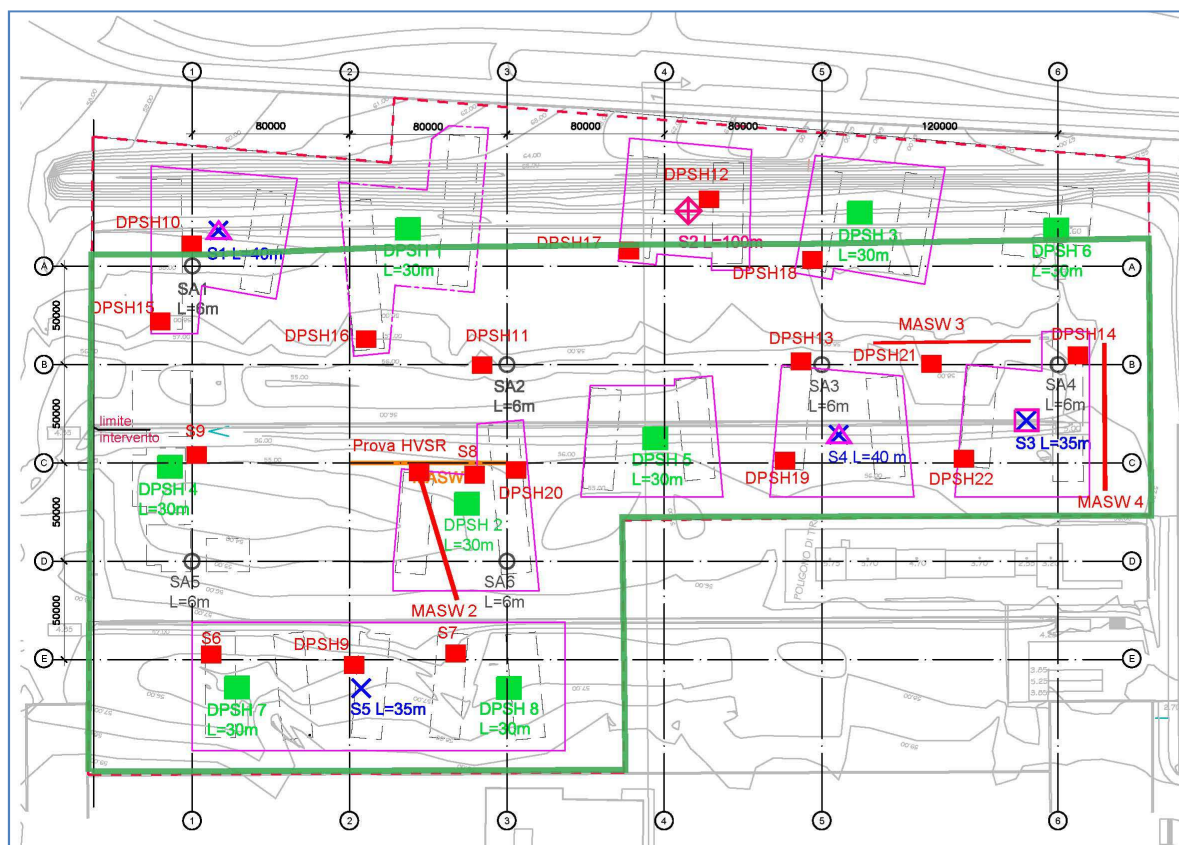 1
2
3
4
5
6
80000
80000
80000
80000
120000
1
DPSH12
DPSH10
S1 L=40m
DPSH 1
L=30m
S2 L=100m
DPSH17
DPSH 3
L=30m
DPSH18
DPSH 6
L=30m
A
A
SA1
L=6m
50000
DPSH15
DPSH16
DPSH11
DPSH13
MASW 3
DPSH21
DPSH14
B
B
SA2
L=6m
SA3
L=6m
SA4
L=6m
50000
limite
intervento
S9
Prova HVSR
S8
MASW
S4 L=40 m
S3 L=35m
C
C
DPSH 4
L=30m
DPSH20
DPSH 5
L=30m
DPSH19
DPSH22
MASW 4
DPSH 2
L=30m
50000
POLIGONO DI TIR
D
D
SA5
L=6m
SA6
L=6m
MASW 2
50000
S6
DPSH9
S7
E
E
DPSH 7
L=30m
S5 L=35m
DPSH 8
L=30m
1
2
3
4
5
6